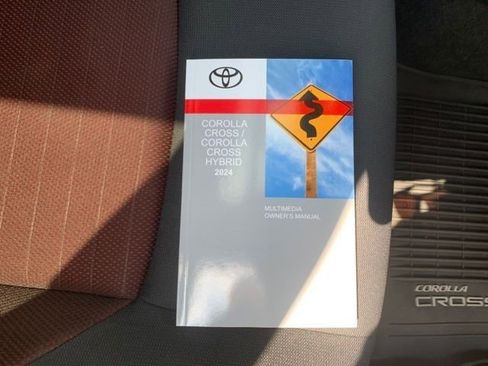 COROLLA
CROSS /
COROLLA
CROSS
HYBRID
2024
MULTIMEDIA
OWNER'S MANUAL
COROLLA
CROSS